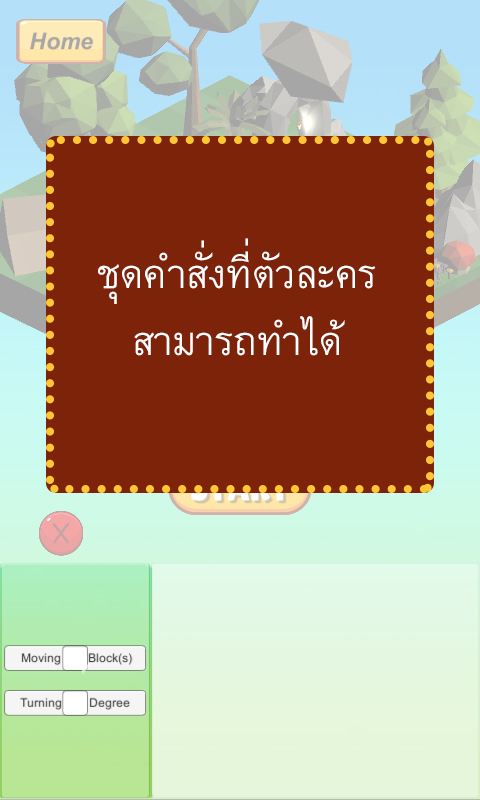 Home
ชุดคำสั่งที่ตัวละคร
สามารถทำได้
START
X
Moving Block(s)
Turning Degree